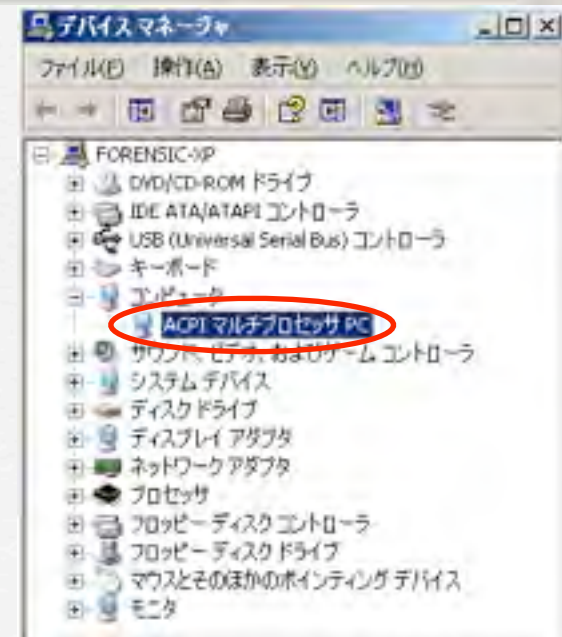 デバイス マネージャ
ファイル(F) 操作(A) 表示(V) ヘルプ(H)
FORENSIC-XP
DVD/CD-ROM ドライブ
IDE ATA/ATAPI コントローラ
USB (Universal Serial Bus) コントローラ
キーボード
コンピュータ
ACPI マルチプロセッサ PC
サウンド、ビデオ、およびゲーム コントローラ
システム デバイス
ディスク ドライブ
ディスプレイ アダプタ
ネットワーク アダプタ
プロセッサ
フロッピー ディスク コントローラ
フロッピー ディスク ドライブ
マウスとそのほかのポインティング デバイス
モニタ